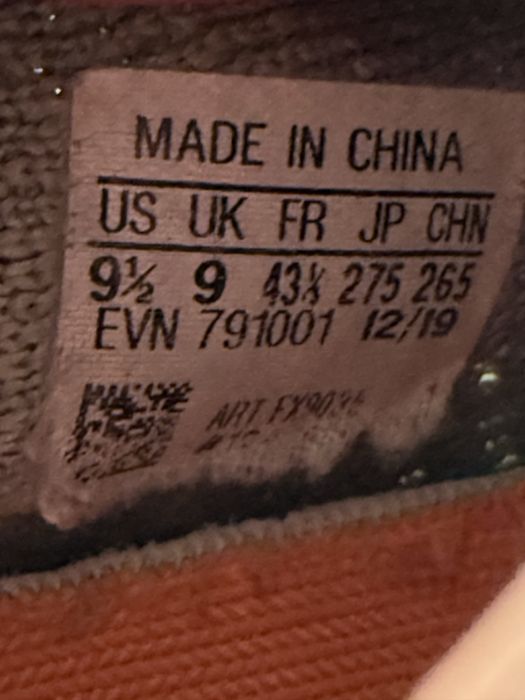 MADE IN CHINA
US UK FR JP CHN
9½ 9 43⅓ 275 265
EVN 791001 12/19
ART